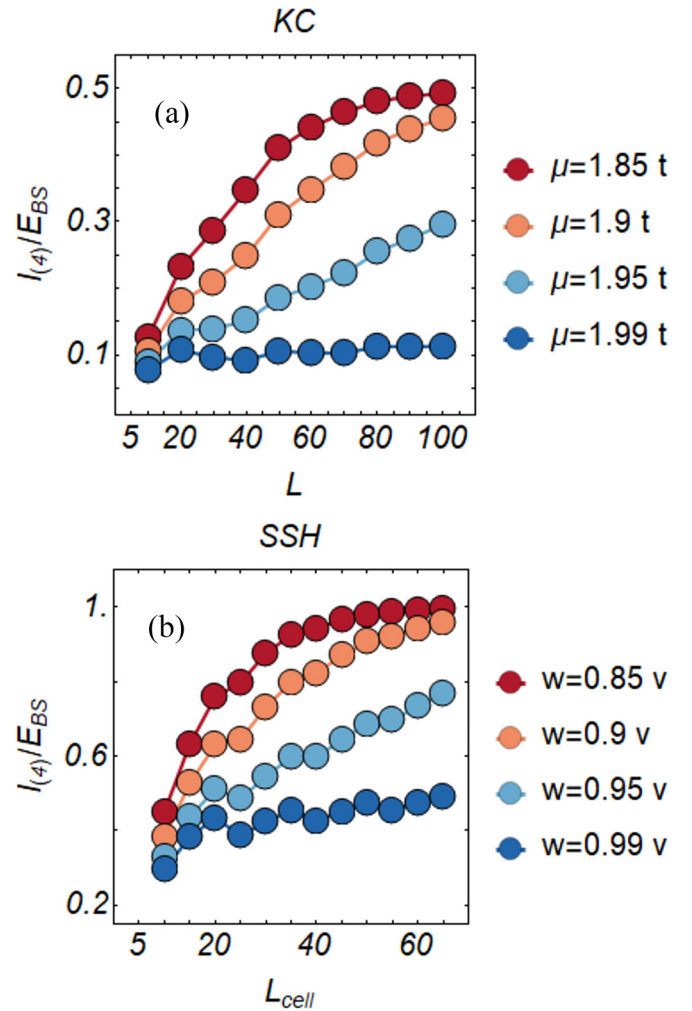 KC
0.5
(a)
0.3
0.1
I(4)/EBS
5 20 40 60 80 100
L
μ=1.85 t
μ=1.9 t
μ=1.95 t
μ=1.99 t
SSH
1.
(b)
0.6
0.2
I(4)/EBS
5 20 40 60
Lcell
w=0.85 v
w=0.9 v
w=0.95 v
w=0.99 v